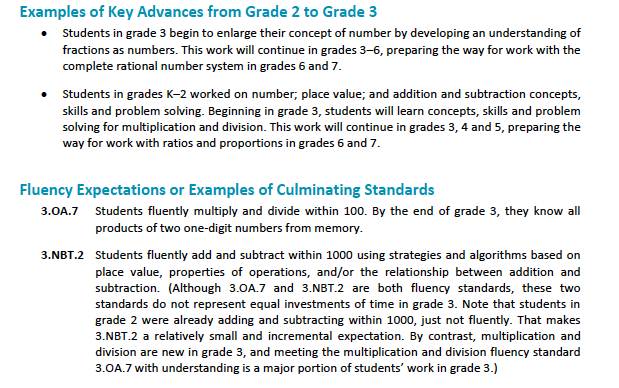 Examples of Key Advances from Grade 2 to Grade 3
• Students in grade 3 begin to enlarge their concept of number by developing an understanding of
fractions as numbers. This work will continue in grades 3–6, preparing the way for work with the
complete rational number system in grades 6 and 7.
• Students in grades K–2 worked on number; place value; and addition and subtraction concepts,
skills and problem solving. Beginning in grade 3, students will learn concepts, skills and problem
solving for multiplication and division. This work will continue in grades 3, 4 and 5, preparing the
way for work with ratios and proportions in grades 6 and 7.
Fluency Expectations or Examples of Culminating Standards
3.OA.7 Students fluently multiply and divide within 100. By the end of grade 3, they know all
products of two one-digit numbers from memory.
3.NBT.2 Students fluently add and subtract within 1000 using strategies and algorithms based on
place value, properties of operations, and/or the relationship between addition and
subtraction. (Although 3.OA.7 and 3.NBT.2 are both fluency standards, these two
standards do not represent equal investments of time in grade 3. Note that students in
grade 2 were already adding and subtracting within 1000, just not fluently. That makes
3.NBT.2 a relatively small and incremental expectation. By contrast, multiplication and
division are new in grade 3, and meeting the multiplication and division fluency standard
3.OA.7 with understanding is a major portion of students’ work in grade 3.)